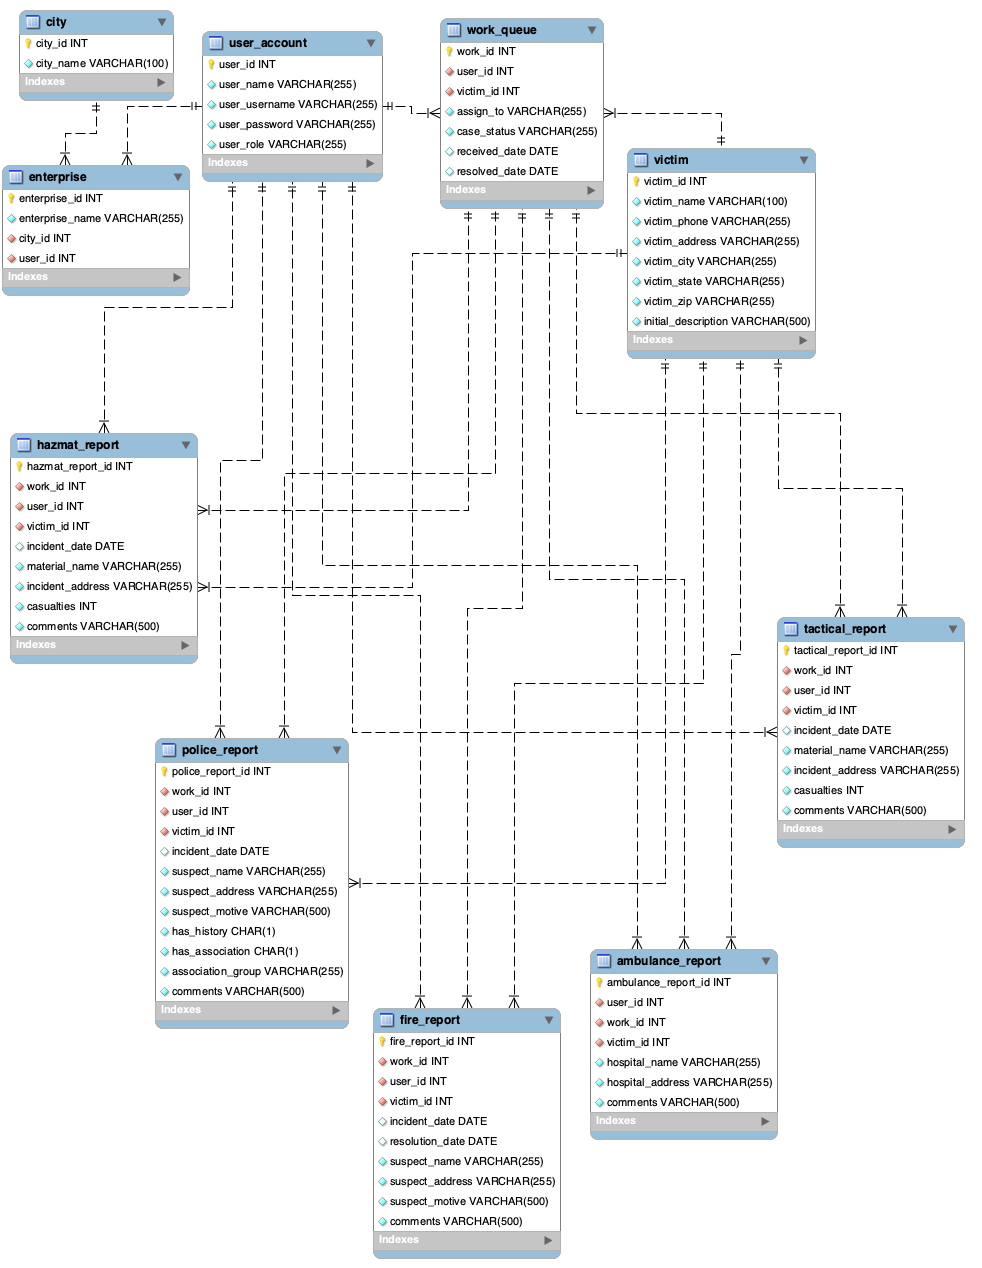 city
city_id INT
city_name VARCHAR(100)
Indexes
user_account
user_id INT
user_name VARCHAR(255)
user_username VARCHAR(255)
user_password VARCHAR(255)
user_role VARCHAR(255)
Indexes
work_queue
work_id INT
user_id INT
victim_id INT
assign_to VARCHAR(255)
case_status VARCHAR(255)
received_date DATE
resolved_date DATE
Indexes
enterprise
enterprise_id INT
enterprise_name VARCHAR(255)
city_id INT
user_id INT
Indexes
victim
victim_id INT
victim_name VARCHAR(100)
victim_phone VARCHAR(255)
victim_address VARCHAR(255)
victim_city VARCHAR(255)
victim_state VARCHAR(255)
victim_zip VARCHAR(255)
initial_description VARCHAR(500)
Indexes
hazmat_report
hazmat_report_id INT
work_id INT
user_id INT
victim_id INT
incident_date DATE
material_name VARCHAR(255)
incident_address VARCHAR(255)
casualties INT
comments VARCHAR(500)
Indexes
tactical_report
tactical_report_id INT
work_id INT
user_id INT
victim_id INT
incident_date DATE
material_name VARCHAR(255)
incident_address VARCHAR(255)
casualties INT
comments VARCHAR(500)
Indexes
police_report
police_report_id INT
work_id INT
user_id INT
victim_id INT
incident_date DATE
suspect_name VARCHAR(255)
suspect_address VARCHAR(255)
suspect_motive VARCHAR(500)
has_history CHAR(1)
has_association CHAR(1)
association_group VARCHAR(255)
comments VARCHAR(500)
Indexes
ambulance_report
ambulance_report_id INT
user_id INT
work_id INT
victim_id INT
hospital_name VARCHAR(255)
hospital_address VARCHAR(255)
comments VARCHAR(500)
Indexes
fire_report
fire_report_id INT
work_id INT
user_id INT
victim_id INT
incident_date DATE
resolution_date DATE
suspect_name VARCHAR(255)
suspect_address VARCHAR(255)
suspect_motive VARCHAR(500)
comments VARCHAR(500)
Indexes